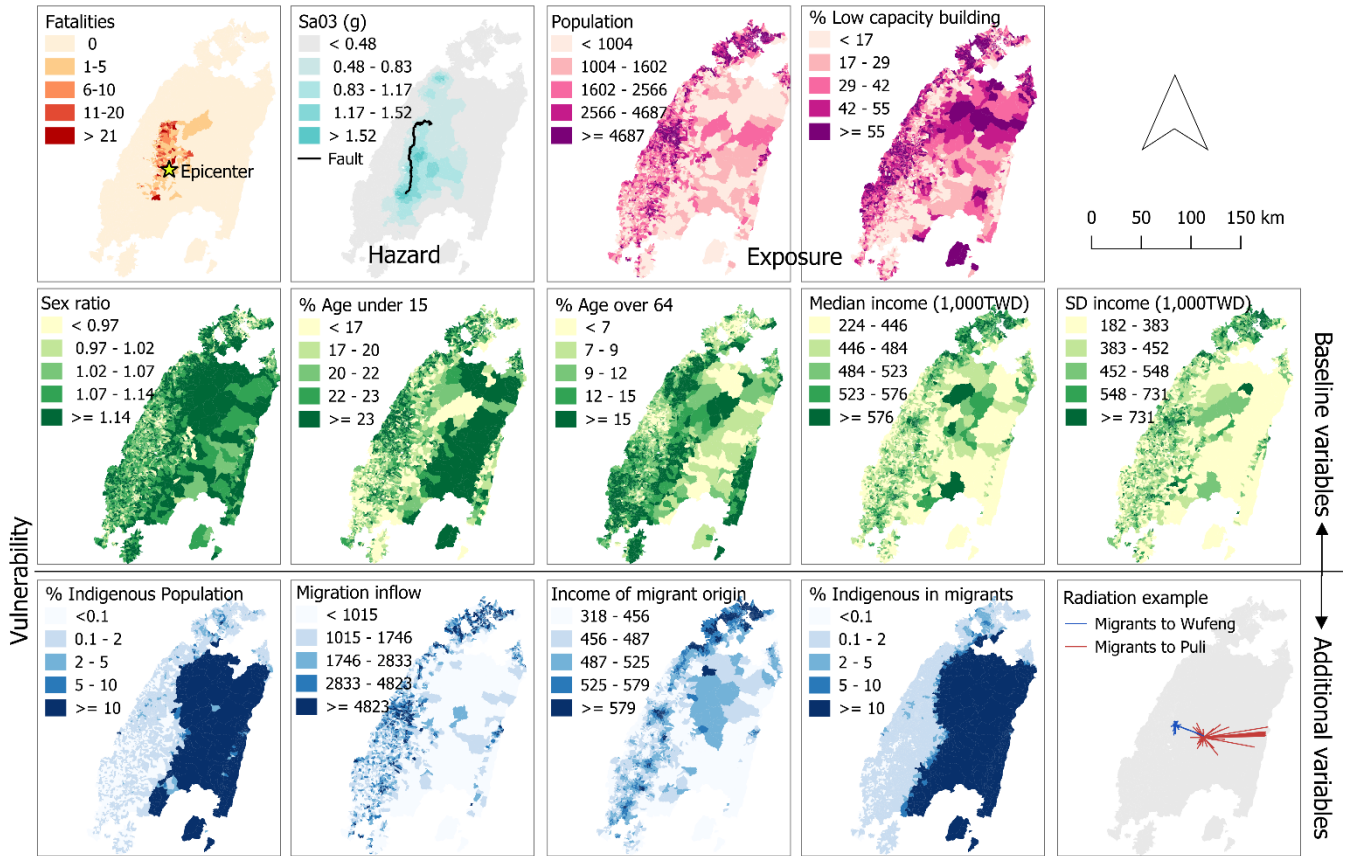 Fatalities
0
1-5
6-10
11-20
> 21
Epicenter
Sa03 (g)
< 0.48
0.48 - 0.83
0.83 - 1.17
1.17 - 1.52
> 1.52
Fault
Hazard
Population
< 1004
1004 - 1602
1602 - 2566
2566 - 4687
>= 4687
% Low capacity building
< 17
17 - 29
29 - 42
42 - 55
>= 55
Exposure
0 50 100 150 km
Sex ratio
< 0.97
0.97 - 1.02
1.02 - 1.07
1.07 - 1.14
>= 1.14
% Age under 15
< 17
17 - 20
20 - 22
22 - 23
>= 23
% Age over 64
< 7
7 - 9
9 - 12
12 - 15
>= 15
Median income (1,000TWD)
224 - 446
446 - 484
484 - 523
523 - 576
>= 576
SD income (1,000TWD)
182 - 383
383 - 452
452 - 548
548 - 731
>= 731
Baseline variables
Vulnerability
% Indigenous Population
<0.1
0.1 - 2
2 - 5
5 - 10
>= 10
Migration inflow
< 1015
1015 - 1746
1746 - 2833
2833 - 4823
>= 4823
Income of migrant origin
318 - 456
456 - 487
487 - 525
525 - 579
>= 579
% Indigenous in migrants
<0.1
0.1 - 2
2 - 5
5 - 10
>= 10
Radiation example
Migrants to Wufeng
Migrants to Puli
Additional variables